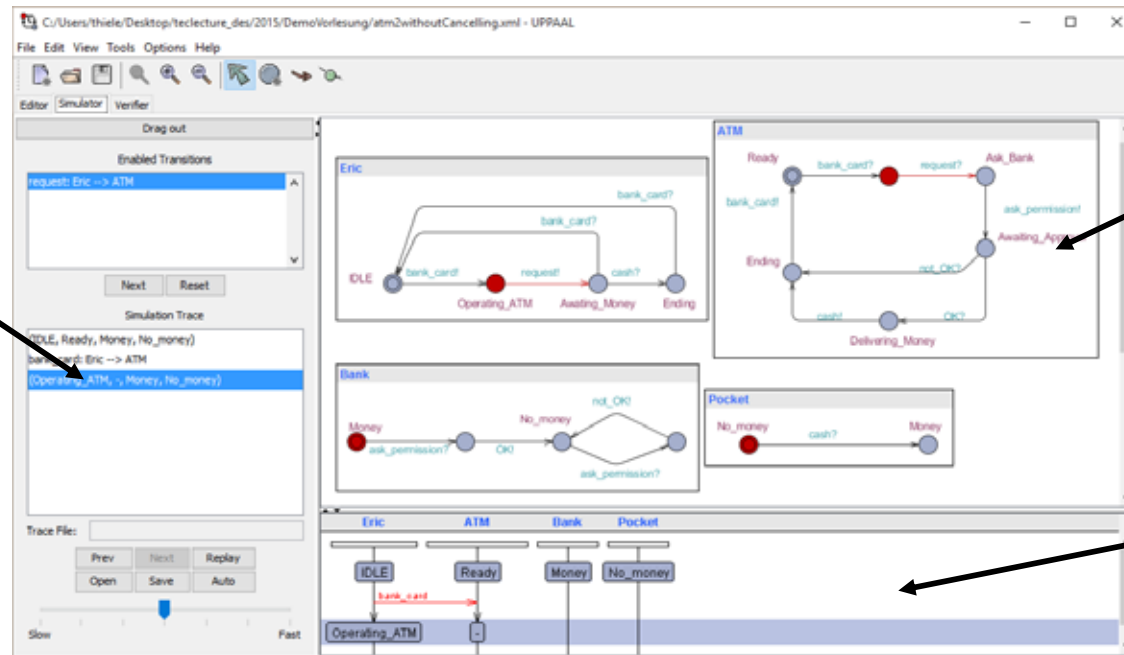 C:/Users/thiele/Desktop/teclecture_des/2015/DemoVorlesung/atm2withoutCancelling.xml - UPPAAL
File Edit View Tools Options Help
Editor Simulator Verifier
Drag out
Enabled Transitions
request: Eric --> ATM
Next Reset
Simulation Trace
(IDLE, Ready, Money, No_money)
bank_card: Eric --> ATM
(Operating_ATM, -, Money, No_money)
Trace File:
Prev Next Replay
Open Save Auto
Slow Fast
Eric
bank_card?
bank_card?
IDLE bank_card! request! cash?
Operating_ATM Awating_Money Ending
ATM
Ready bank_card? request? Ask_Bank
bank_card! ask_permission!
Ending not_OK?
cash! OK?
Delivering_Money
Bank
not_OK!
Money No_money
ask_permission? OK!
ask_permission?
Pocket
No_money cash? Money
Eric ATM Bank Pocket
IDLE Ready Money No_money
bank_card
Operating_ATM -